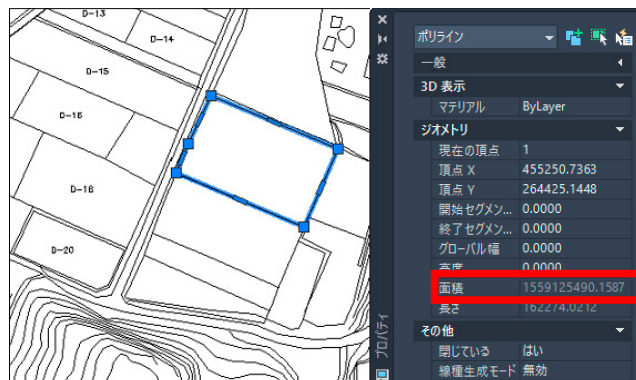 D-13
D-14
D-15
D-16
D-18
D-20
ポリライン
一般
3D 表示
マテリアル ByLayer
ジオメトリ
現在の頂点 1
頂点 X 455250.7363
頂点 Y 264425.1448
開始セグメン... 0.0000
終了セグメン... 0.0000
グローバル幅 0.0000
高度 0.0000
面積 1559125490.1587
長さ 162274.0212
その他
閉じている はい
線種生成モード 無効
プロパティ